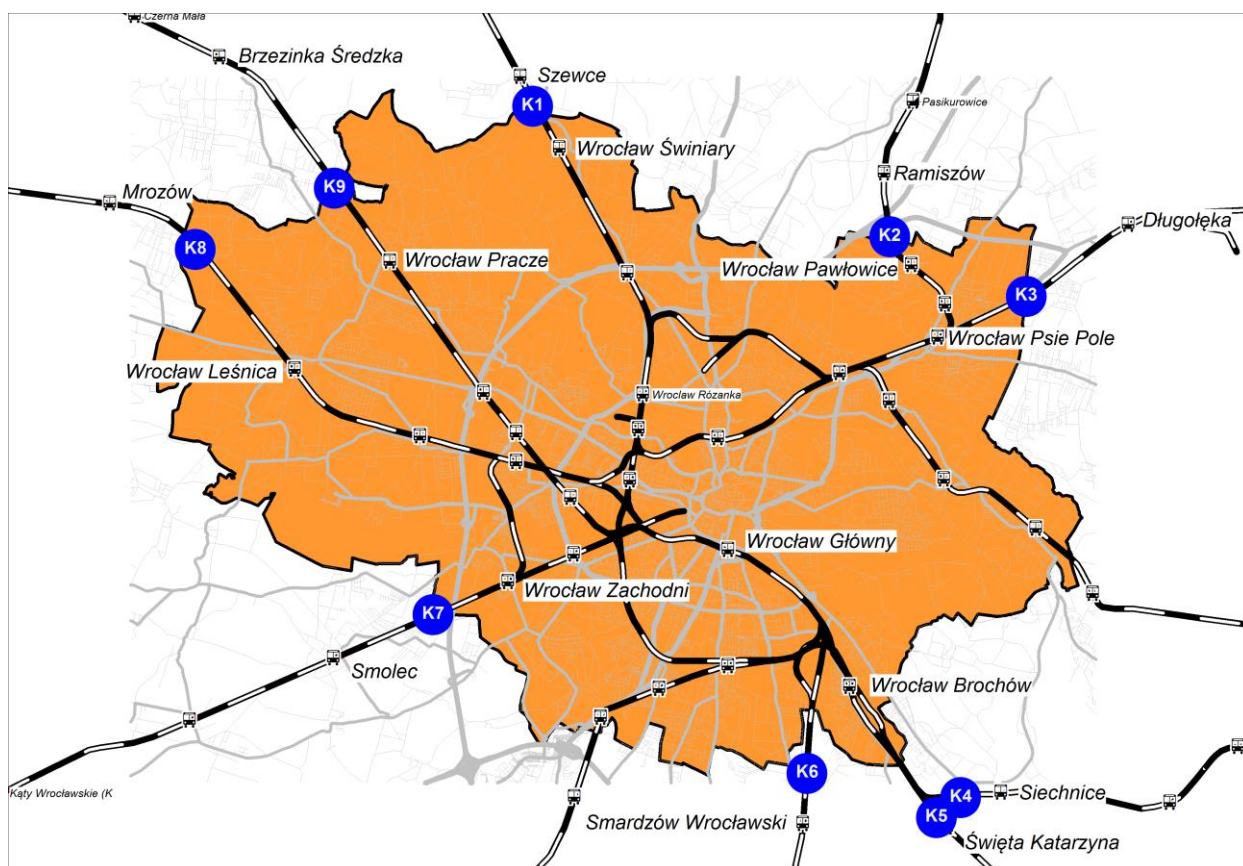 Czerna Mała
Brzezinka Średzka
Szewce
K1
Pasikurowice
Wrocław Świniary
Ramiszów
K9
Mrozów
Długołęka
K2
K8
Wrocław Pracze
Wrocław Pawłowice
K3
Wrocław Psie Pole
Wrocław Leśnica
Wroclaw Rózanka
Wrocław Główny
Wrocław Zachodni
K7
Smolec
Wrocław Brochów
K6
Kąty Wrocławskie (K
K4
Siechnice
K5
Smardzów Wrocławski
Święta Katarzyna